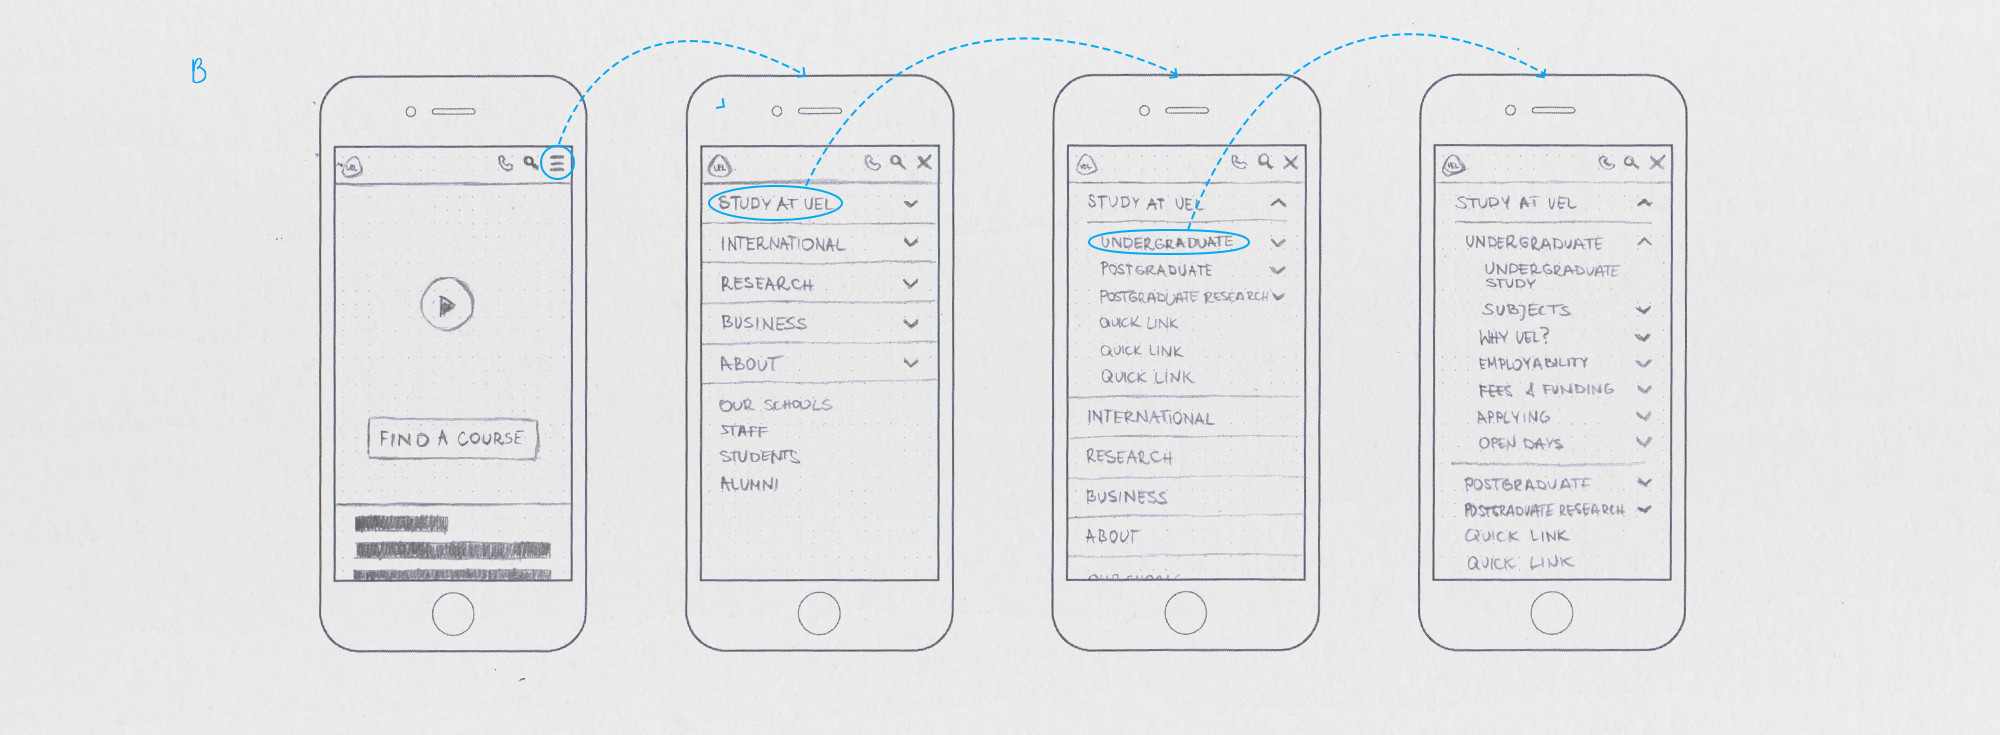 B
UEL
FIND A COURSE
UEL
STUDY AT UEL
INTERNATIONAL
RESEARCH
BUSINESS
ABOUT
OUR SCHOOLS
STAFF
STUDENTS
ALUMNI
UEL
STUDY AT UEL
UNDERGRADUATE
POSTGRADUATE
POSTGRADUATE RESEARCH
QUICK LINK
QUICK LINK
QUICK LINK
INTERNATIONAL
RESEARCH
BUSINESS
ABOUT
OUR SCHOOLS
UEL
STUDY AT UEL
UNDERGRADUATE
UNDERGRADUATE
STUDY
SUBJECTS
WHY UEL?
EMPLOYABILITY
FEES & FUNDING
APPLYING
OPEN DAYS
POSTGRADUATE
POSTGRADUATE RESEARCH
QUICK LINK
QUICK LINK